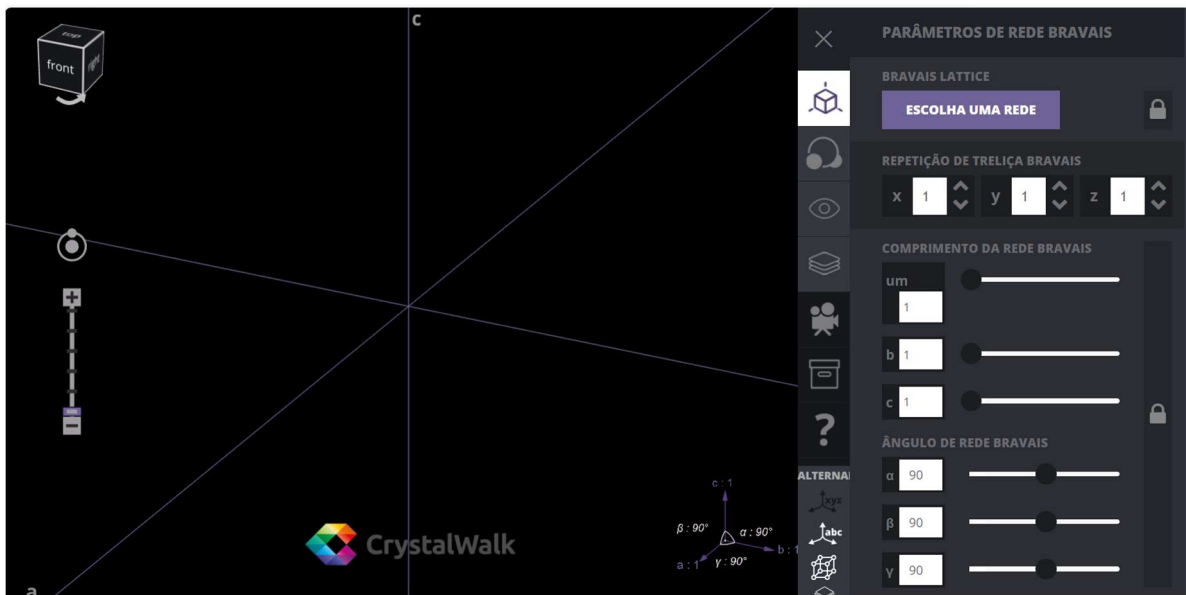 c
top
front
right
a
CrystalWalk
c : 1
β : 90°
α : 90°
γ : 90°
a : 1
b : 1
ALTERNA
xyz
abc
PARÂMETROS DE REDE BRAVAIS
BRAVAIS LATTICE
ESCOLHA UMA REDE
REPETIÇÃO DE TRELIÇA BRAVAIS
x 1 y 1 z 1
COMPRIMENTO DA REDE BRAVAIS
um
1
b 1
c 1
ÂNGULO DE REDE BRAVAIS
α 90
β 90
γ 90